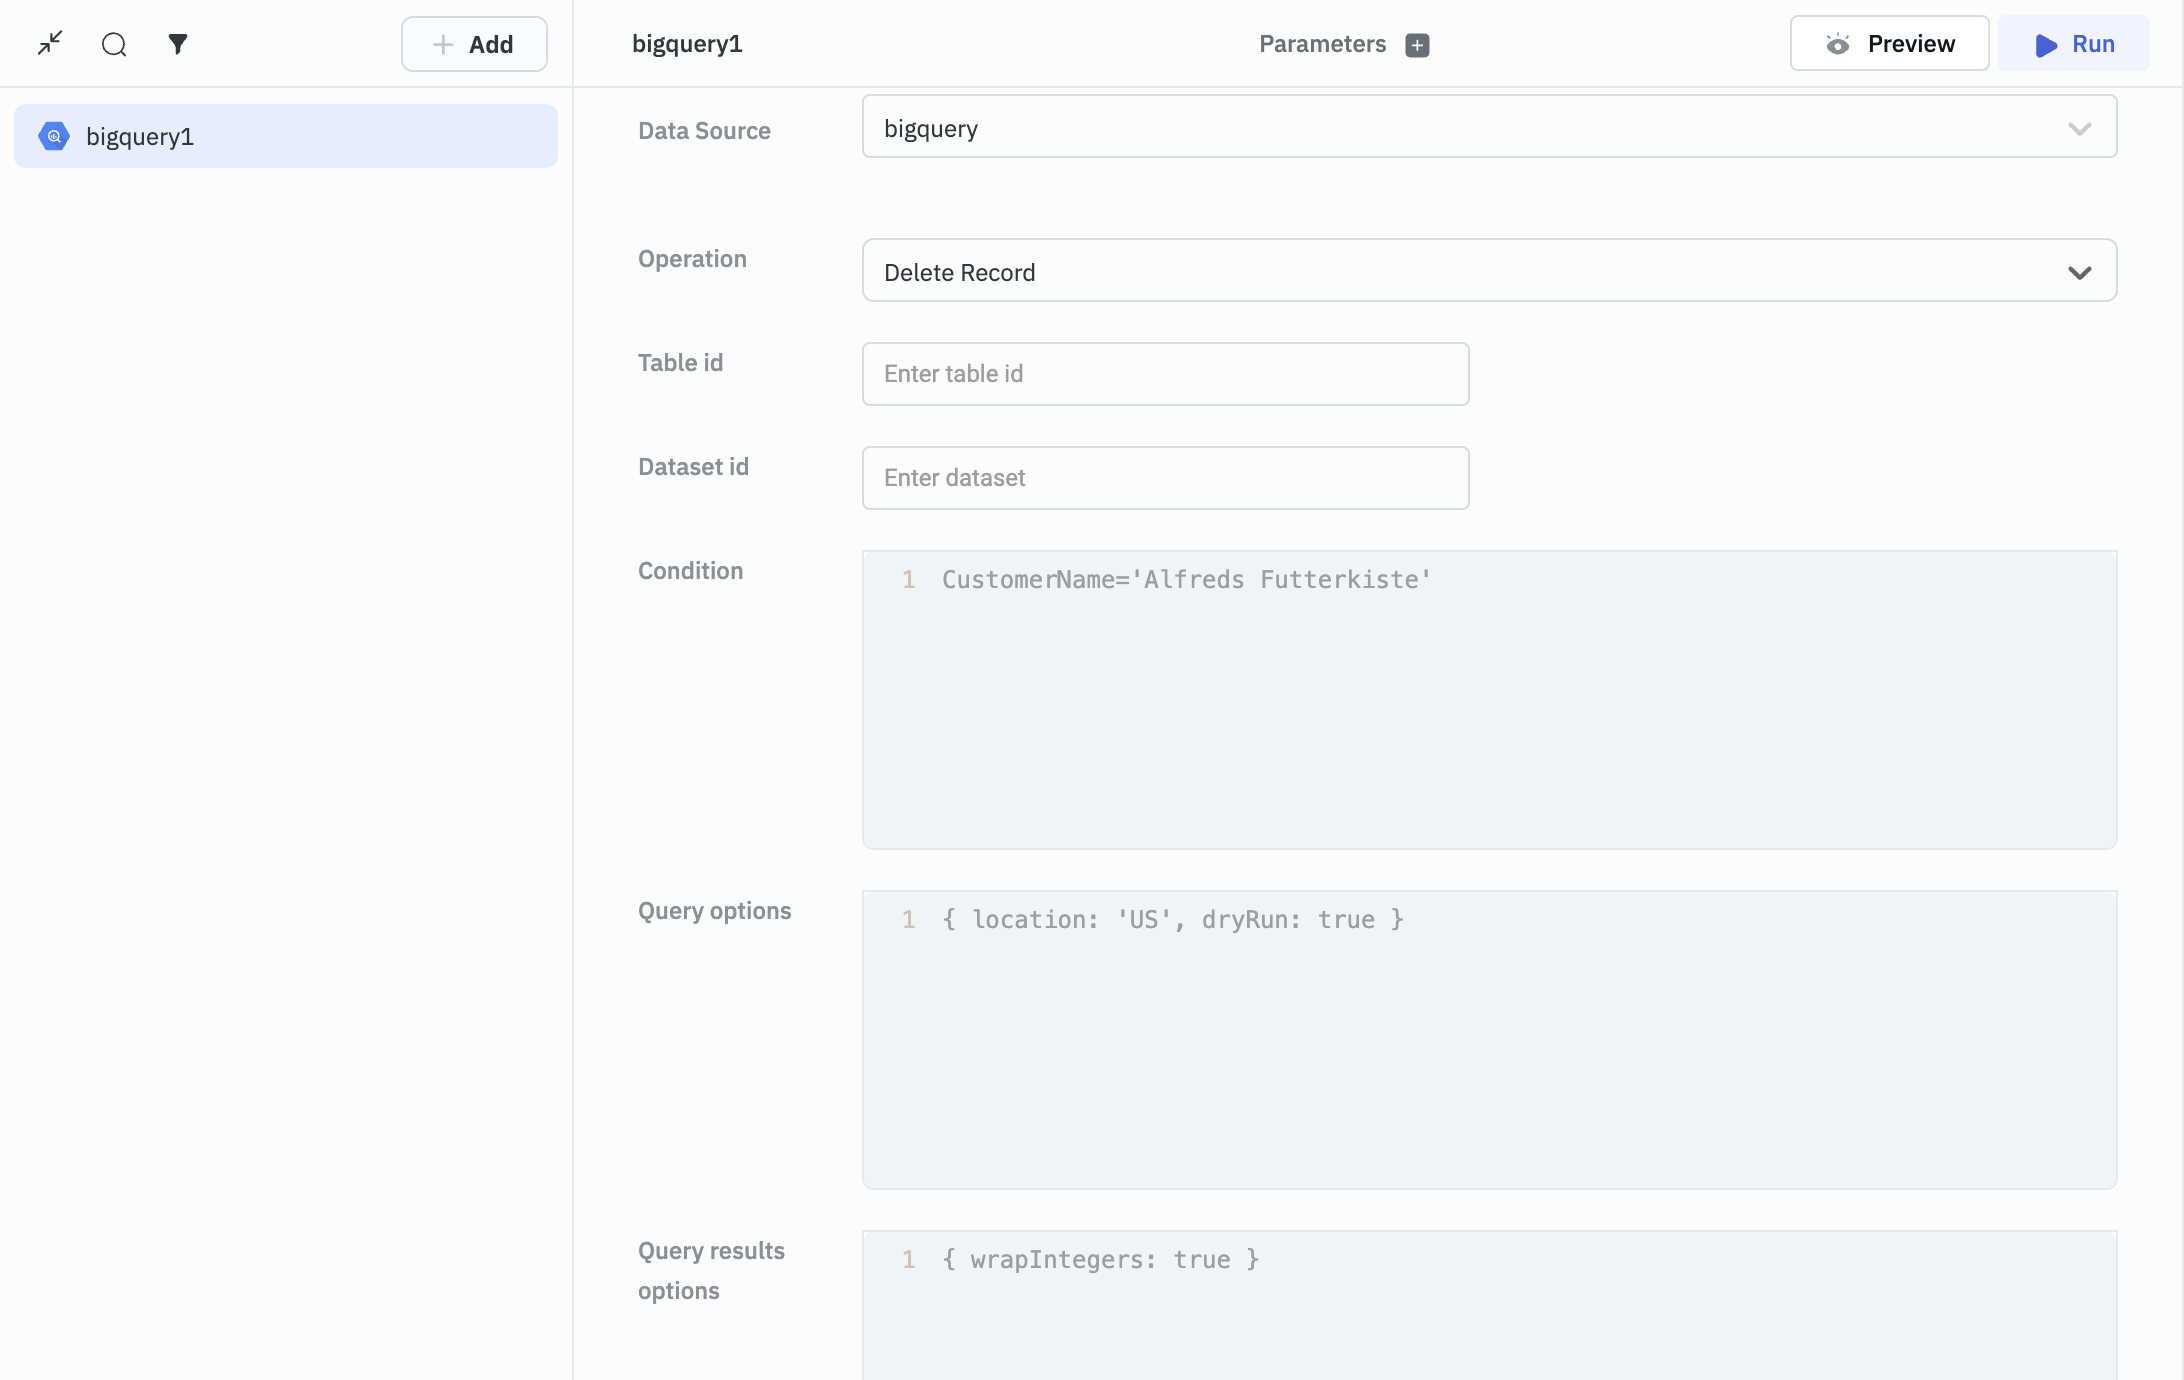 Add
bigquery1
bigquery1
Parameters
Preview
Run
Data Source
bigquery
Operation
Delete Record
Table id
Enter table id
Dataset id
Enter dataset
Condition
1 CustomerName='Alfreds Futterkiste'
Query options
1 { location: 'US', dryRun: true }
Query results
options
1 { wrapIntegers: true }